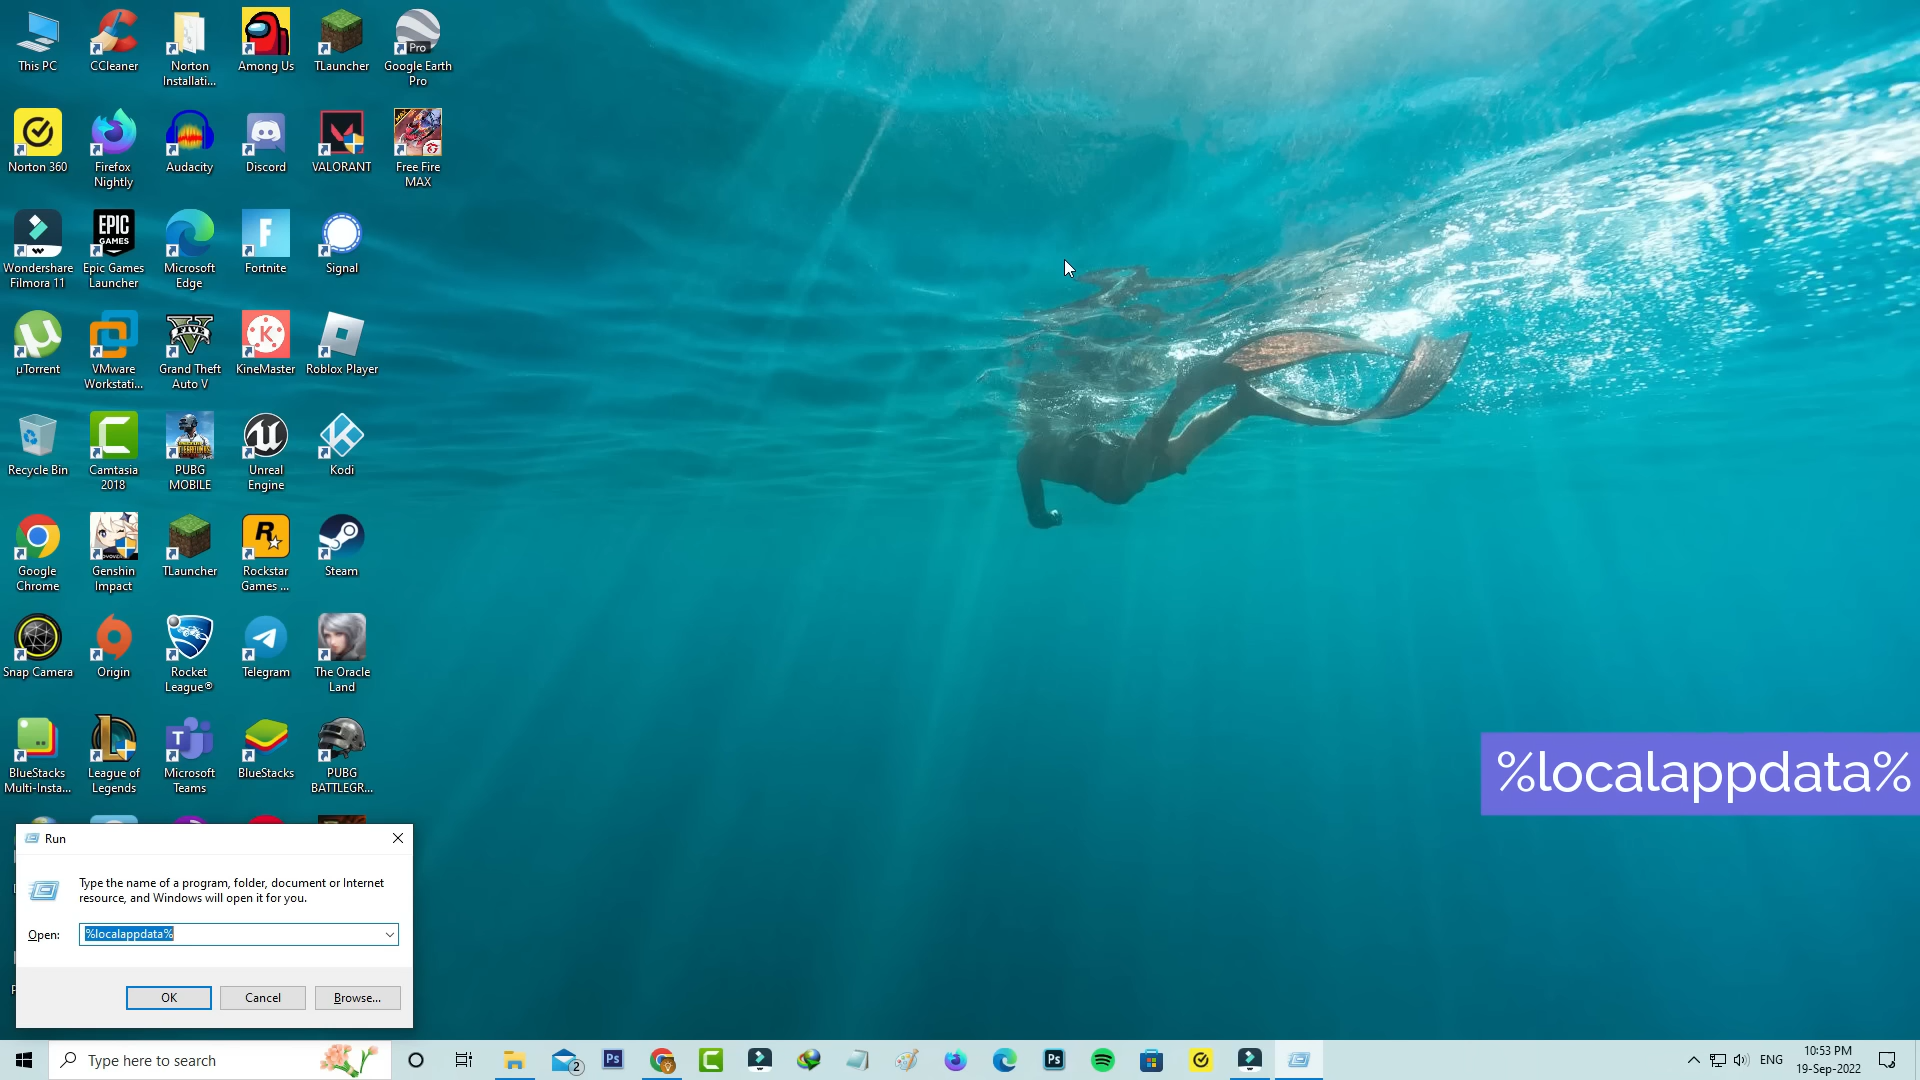 This PC
CCleaner
Norton
Installati...
Among Us
TLauncher
Pro
Google Earth
Pro
Norton 360
Firefox
Nightly
Audacity
Discord
VALORANT
Free Fire
MAX
EPIC
GAMES
F
Wondershare
Filmora 11
Epic Games
Launcher
Microsoft
Edge
Fortnite
Signal
FIVE
K
µTorrent
VMware
Workstati...
Grand Theft
Auto V
KineMaster
Roblox Player
Recycle Bin
Camtasia
2018
PUBG
MOBILE
Unreal
Engine
Kodi
Google
Chrome
Genshin
Impact
TLauncher
Rockstar
Games ...
Steam
Snap Camera
Origin
Rocket
League®
Telegram
The Oracle
Land
BlueStacks
Multi-Insta...
League of
Legends
Microsoft
Teams
BlueStacks
PUBG
BATTLEGR...
%localappdata%
Run
Type the name of a program, folder, document or Internet
resource, and Windows will open it for you.
Open:
%localappdata%
OK
Cancel
Browse...
Type here to search
2
Ps
Ps
ENG
10:53 PM
19-Sep-2022